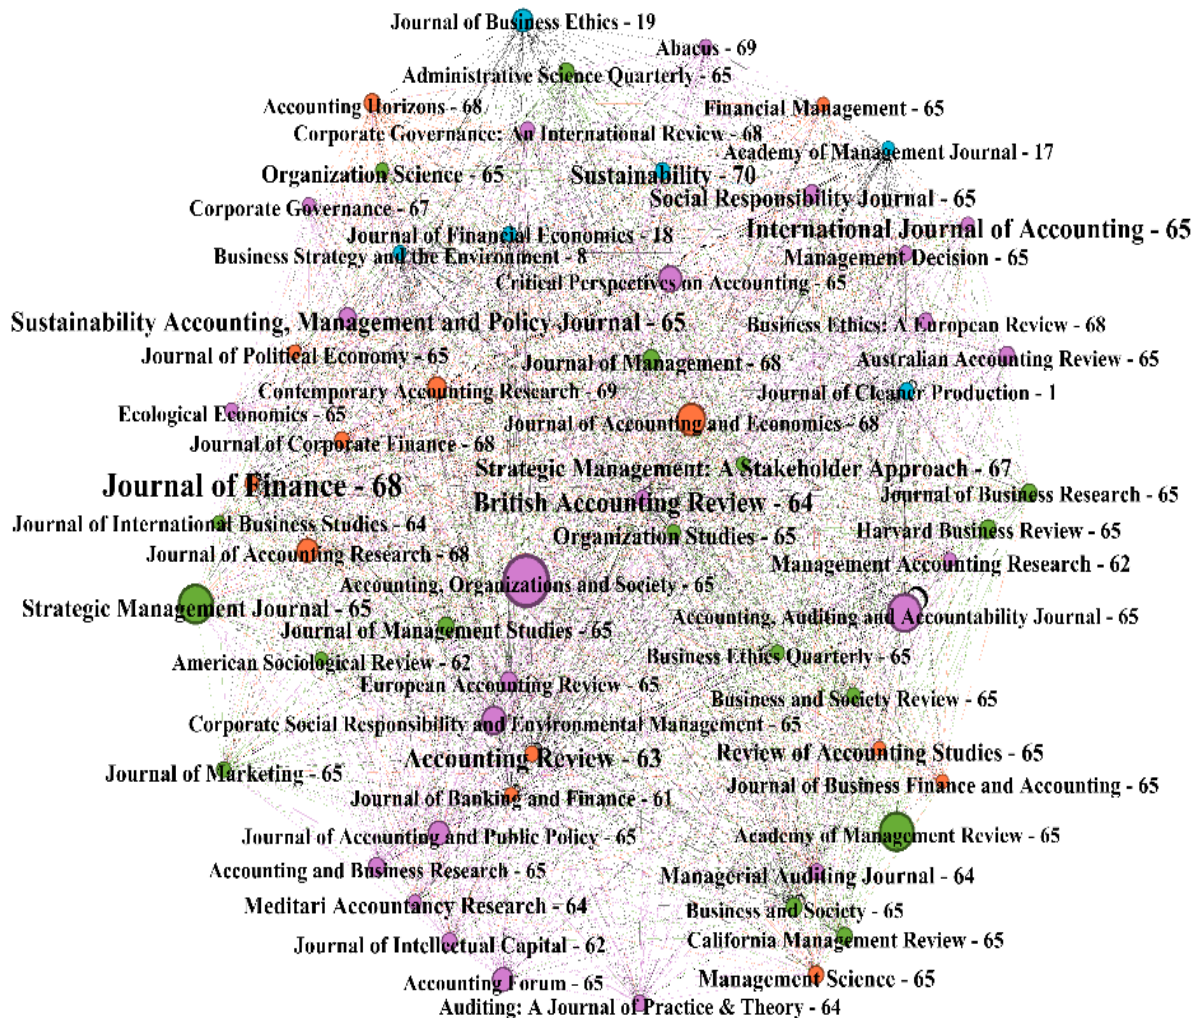 Journal of Business Ethics - 19
Abacus - 69
Administrative Science Quarterly - 65
Accounting Horizons - 68
Financial Management - 65
Corporate Governance: An International Review - 68
Academy of Management Journal - 17
Organization Science - 65
Sustainability - 70
Social Responsibility Journal - 65
Corporate Governance - 67
International Journal of Accounting - 65
Journal of Financial Economics - 18
Business Strategy and the Environment - 8
Management Decision - 65
Critical Perspectives on Accounting - 65
Sustainability Accounting, Management and Policy Journal - 65
Business Ethics: A European Review - 68
Journal of Political Economy - 65
Journal of Management - 68
Australian Accounting Review - 65
Contemporary Accounting Research - 69
Journal of Cleaner Production - 1
Ecological Economics - 65
Journal of Accounting and Economics - 68
Journal of Corporate Finance - 68
Strategic Management: A Stakeholder Approach - 67
Journal of Finance - 68
British Accounting Review - 64
Journal of Business Research - 65
Journal of International Business Studies - 64
Organization Studies - 65
Harvard Business Review - 65
Journal of Accounting Research - 68
Management Accounting Research - 62
Accounting, Organizations and Society - 65
Strategic Management Journal - 65
Accounting, Auditing and Accountability Journal - 65
Journal of Management Studies - 65
American Sociological Review - 62
Business Ethics Quarterly - 65
European Accounting Review - 65
Business and Society Review - 65
Corporate Social Responsibility and Environmental Management - 65
Accounting Review - 63
Review of Accounting Studies - 65
Journal of Marketing - 65
Journal of Business Finance and Accounting - 65
Journal of Banking and Finance - 61
Journal of Accounting and Public Policy - 65
Academy of Management Review - 65
Accounting and Business Research - 65
Managerial Auditing Journal - 64
Meditari Accountancy Research - 64
Business and Society - 65
Journal of Intellectual Capital - 62
California Management Review - 65
Accounting Forum - 65
Management Science - 65
Auditing: A Journal of Practice & Theory - 64